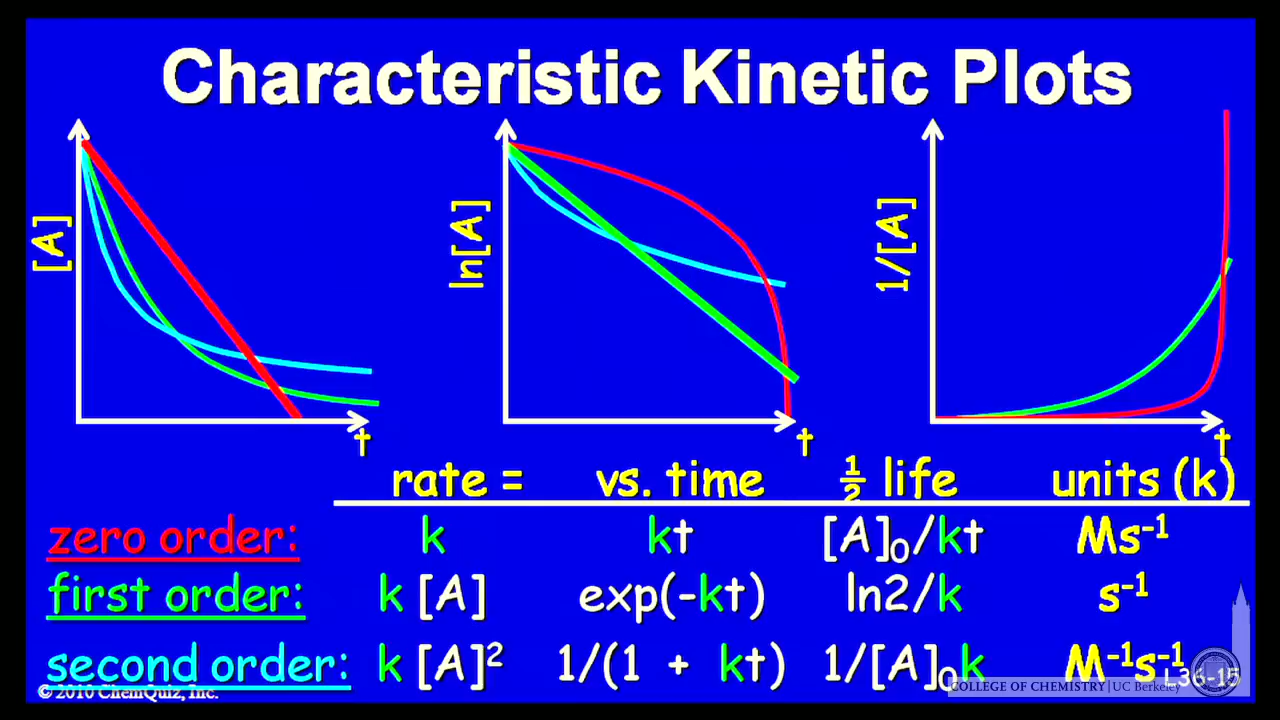 Characteristic Kinetic Plots
[A]
t
ln[A]
t
1/[A]
t
rate = vs. time ½ life units (k)
zero order: k kt [A]₀/kt Ms⁻¹
first order: k [A] exp(-kt) ln2/k s⁻¹
second order: k [A]² 1/(1 + kt) 1/[A]₀k M⁻¹s⁻¹
© 2010 ChemQuiz, Inc.
COLLEGE OF CHEMISTRY | UC Berkeley
L36-15